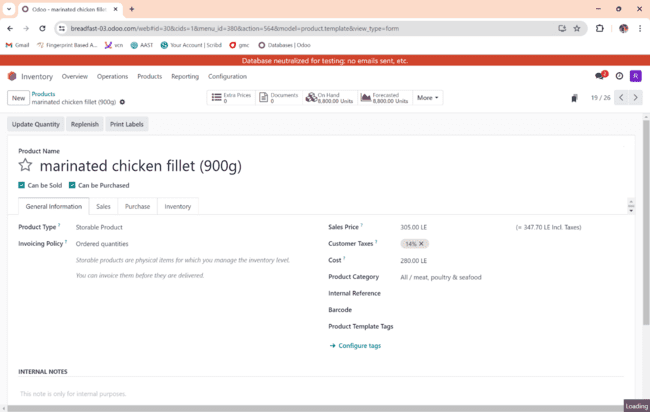 Odoo - marinated chicken fillet
breadfast-03.odoo.com/web#id=30&cids=1&menu_id=380&action=564&model=product.template&view_type=form
Gmail Fingerprint Based A... vcn AAST Your Account | Scribd gmc Databases | Odoo
Database neutralized for testing: no emails sent, etc.
Inventory Overview Operations Products Reporting Configuration 4 R
New Products
marinated chicken fillet (900g)
Extra Prices 0
Documents 0
On Hand 8,800.00 Units
Forecasted 8,800.00 Units
More
19 / 26
Update Quantity Replenish Print Labels
Product Name
marinated chicken fillet (900g)
Can be Sold Can be Purchased
General Information Sales Purchase Inventory
Product Type ? Storable Product
Invoicing Policy ? Ordered quantities
Storable products are physical items for which you manage the inventory level.
You can invoice them before they are delivered.
Sales Price ? 305.00 LE (= 347.70 LE Incl. Taxes)
Customer Taxes ? 14%
Cost ? 280.00 LE
Product Category All / meat, poultry & seafood
Internal Reference
Barcode
Product Template Tags
Configure tags
INTERNAL NOTES
This note is only for internal purposes.
Loading